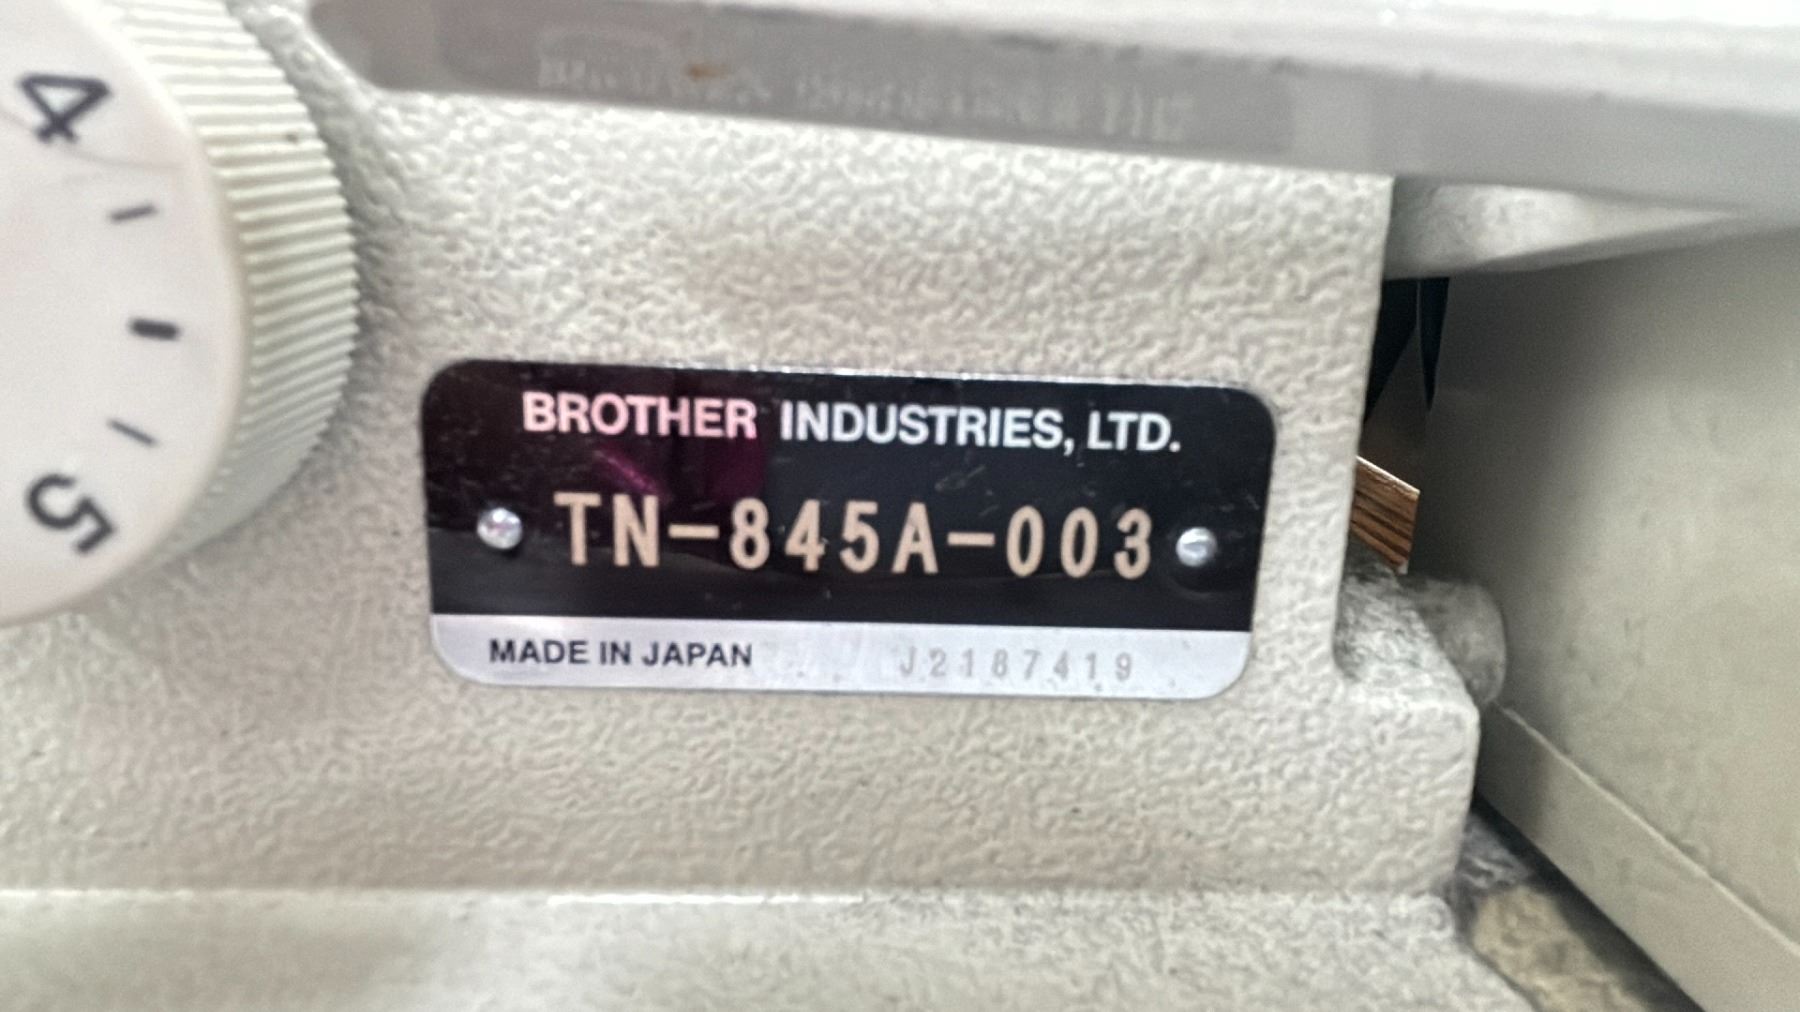 4
5
BROTHER INDUSTRIES, LTD.
TN-845A-003
MADE IN JAPAN J2187419